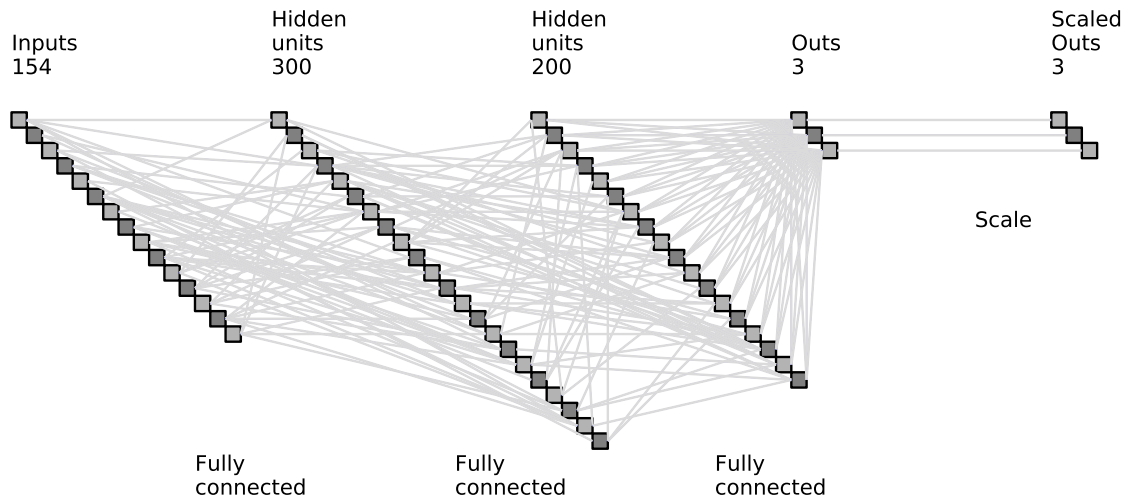 Inputs
154
Hidden
units
300
Hidden
units
200
Outs
3
Scaled
Outs
3
Scale
Fully
connected
Fully
connected
Fully
connected